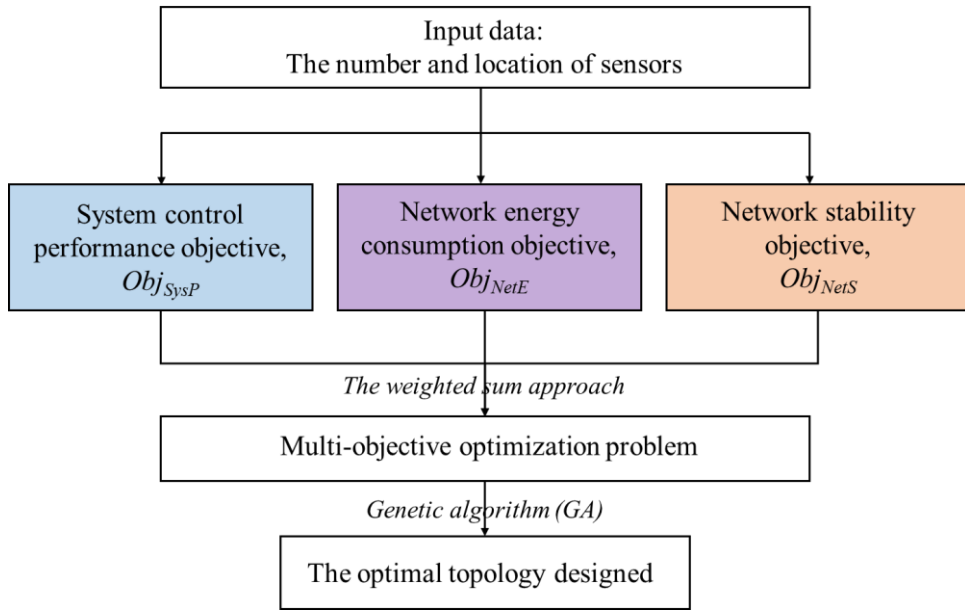 Input data:
The number and location of sensors
System control
performance objective,
Obj_SysP
Network energy
consumption objective,
Obj_NetE
Network stability
objective,
Obj_NetS
The weighted sum approach
Multi-objective optimization problem
Genetic algorithm (GA)
The optimal topology designed